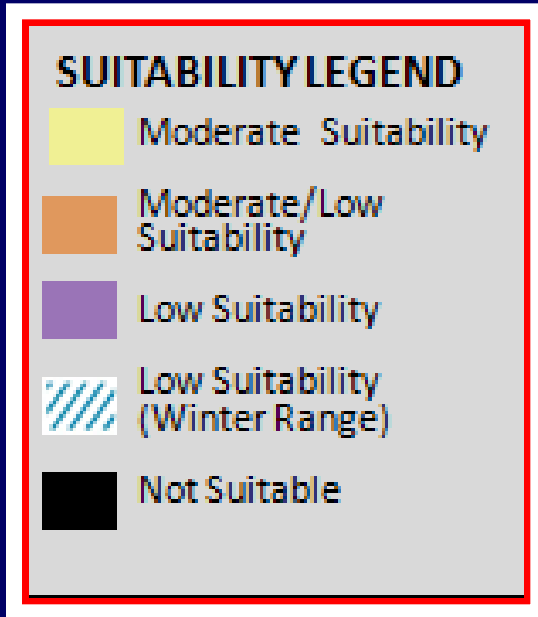 SUITABILITY LEGEND
Moderate Suitability
Moderate/Low
Suitability
Low Suitability
Low Suitability
(Winter Range)
Not Suitable